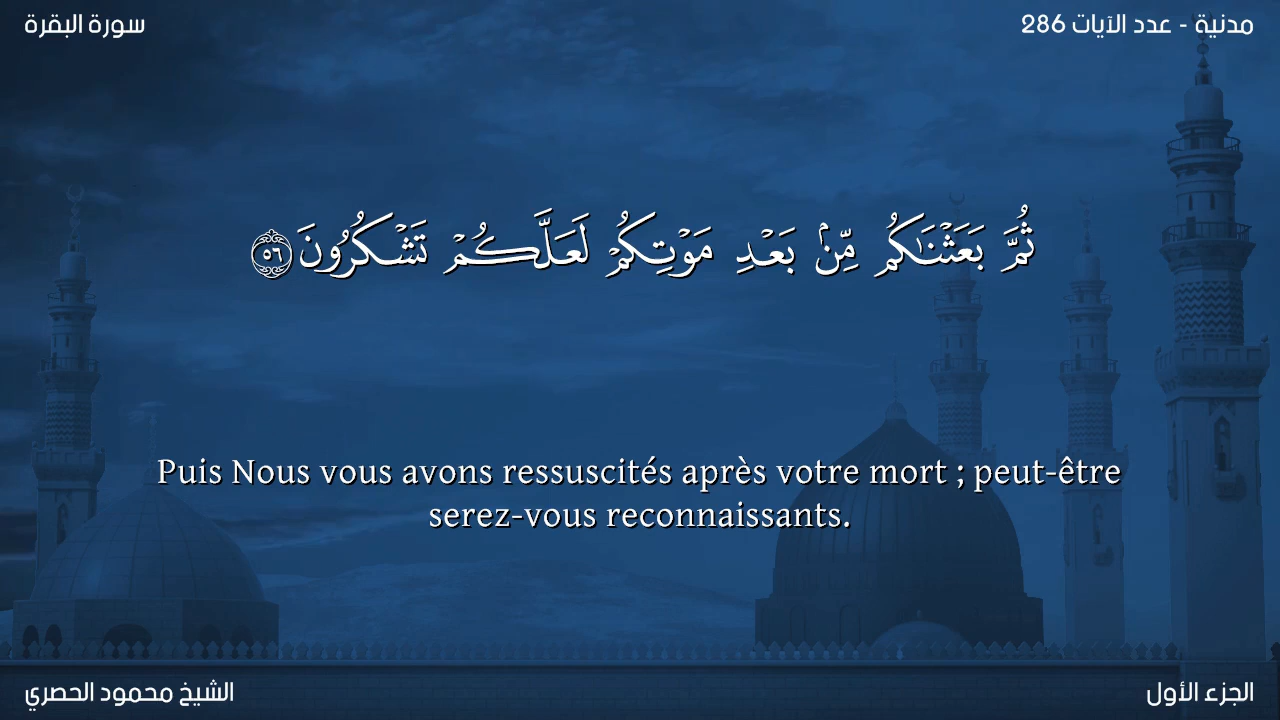 سورة البقرة
مدنية - عدد الآيات 286
ثُمَّ بَعَثْنَٰكُم مِّنۢ بَعْدِ مَوْتِكُمْ لَعَلَّكُمْ تَشْكُرُونَ ٥٦
Puis Nous vous avons ressuscités après votre mort ; peut-être
serez-vous reconnaissants.
الشيخ محمود الحصري
الجزء الأول